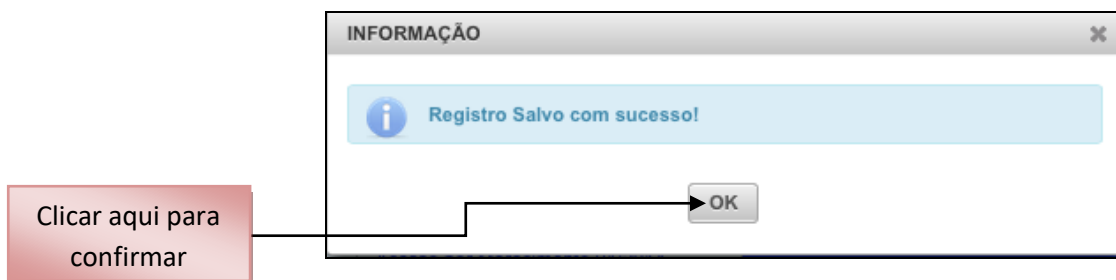 INFORMAÇÃO
Registro Salvo com sucesso!
OK
Clicar aqui para
confirmar